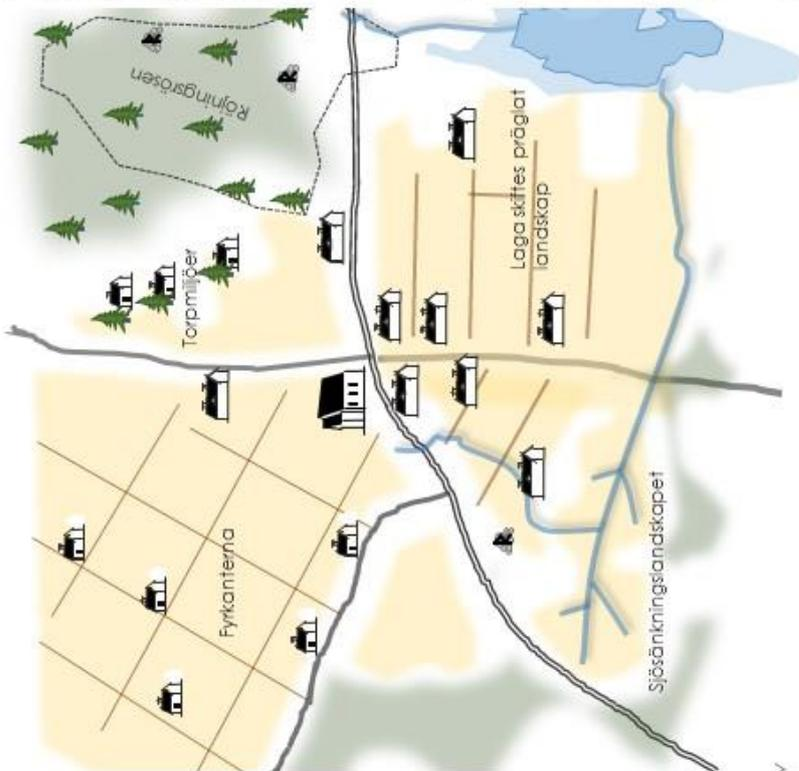 Röjningsrösen
Torpmiljöer
Laga skiftes präglat
landskap
Fyrkanterna
Sjösänkningslandskapet